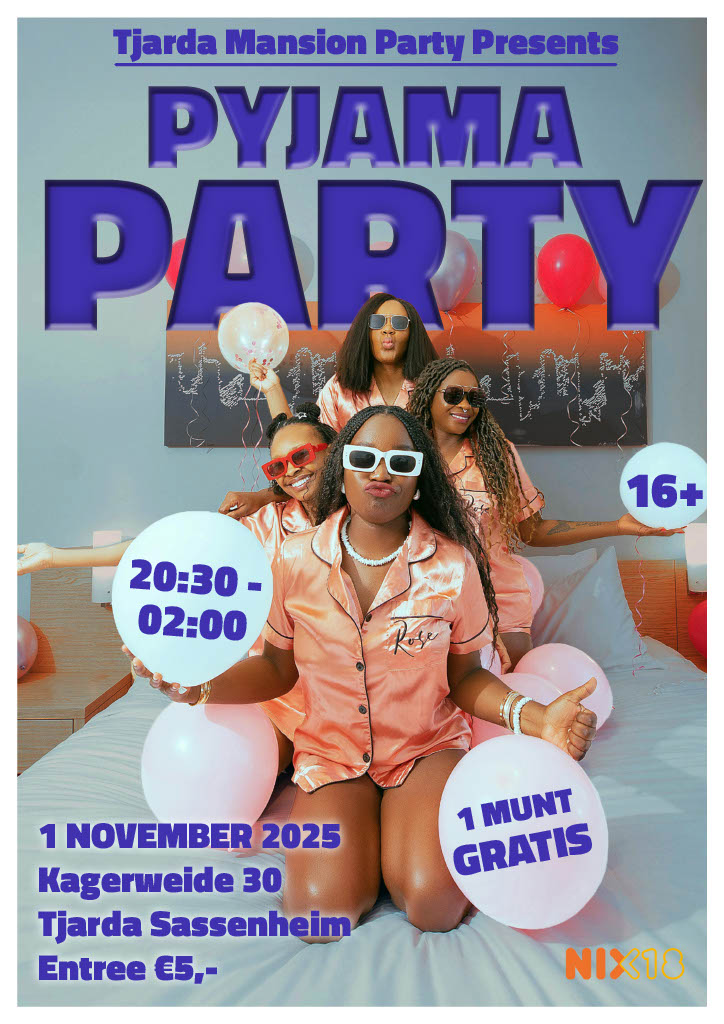 Tjarda Mansion Party Presents
PYJAMA
PARTY
16+
20:30 -
02:00
Rose
1 MUNT
GRATIS
1 NOVEMBER 2025
Kagerweide 30
Tjarda Sassenheim
Entree €5,-
NIX18